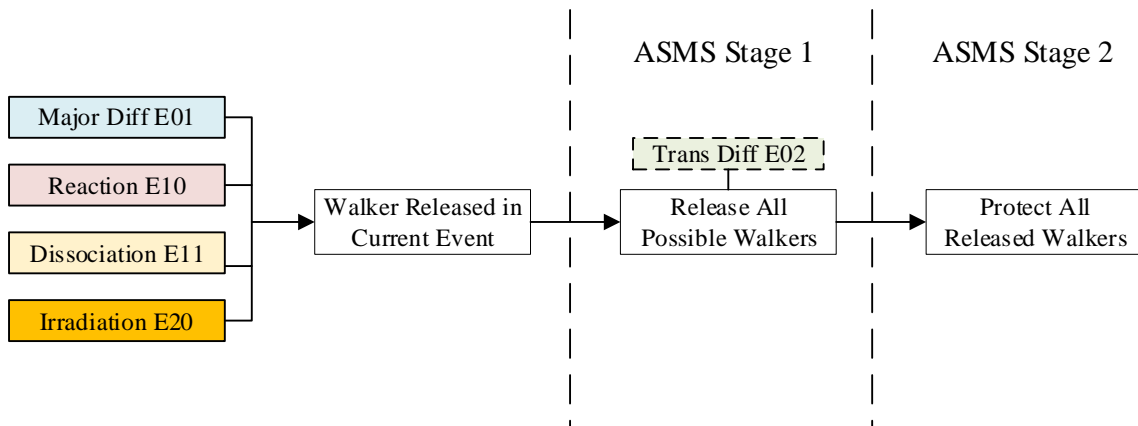 ASMS Stage 1
ASMS Stage 2
Major Diff E01
Reaction E10
Dissociation E11
Irradiation E20
Walker Released in
Current Event
Trans Diff E02
Release All
Possible Walkers
Protect All
Released Walkers